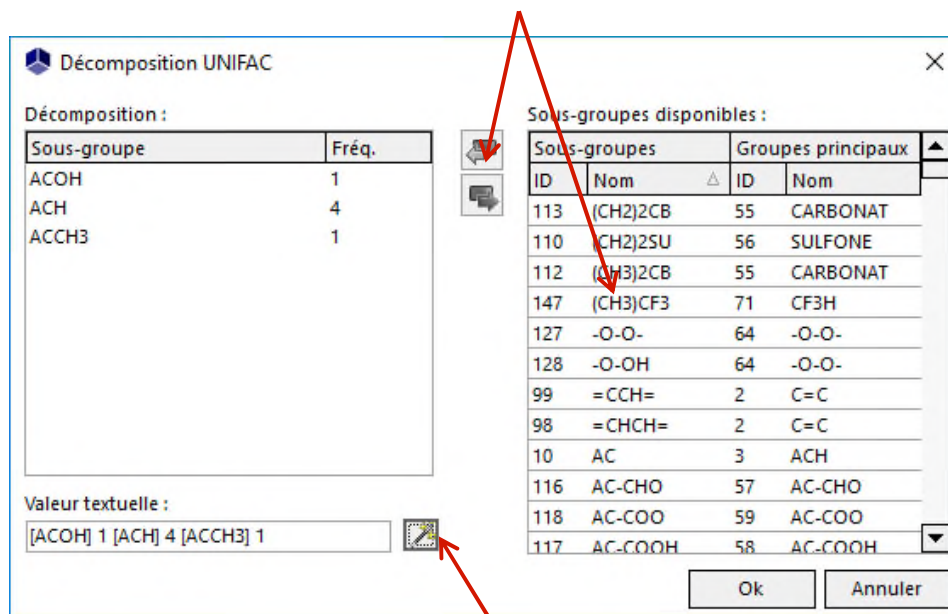 Décomposition UNIFAC
Décomposition :
Sous-groupe Fréq.
ACOH 1
ACH 4
ACCH3 1
Valeur textuelle :
[ACOH] 1 [ACH] 4 [ACCH3] 1
Sous-groupes disponibles :
Sous-groupes Groupes principaux
ID Nom ID Nom
113 (CH2)2CB 55 CARBONAT
110 (CH2)2SU 56 SULFONE
112 (CH3)2CB 55 CARBONAT
147 (CH3)CF3 71 CF3H
127 -O-O- 64 -O-O-
128 -O-OH 64 -O-O-
99 =CCH= 2 C=C
98 =CHCH= 2 C=C
10 AC 3 ACH
116 AC-CHO 57 AC-CHO
118 AC-COO 59 AC-COO
117 AC-COOH 58 AC-COOH
Ok Annuler